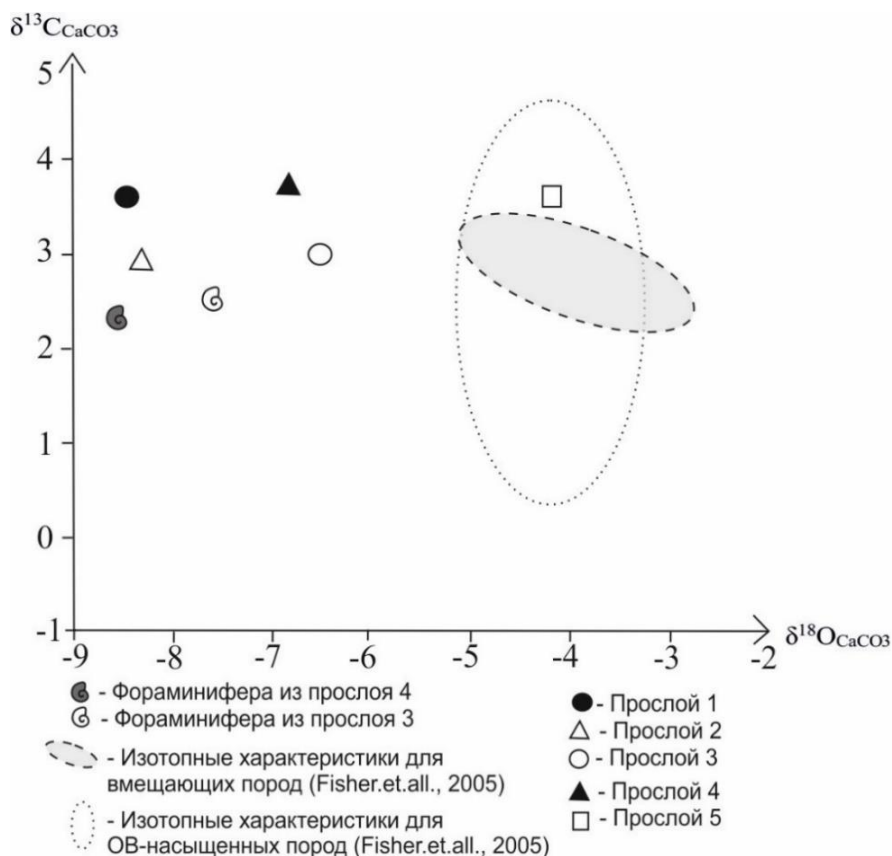 δ¹³C_CaCO3
5
4
3
2
1
0
-1
-9 -8 -7 -6 -5 -4 -3 -2
δ¹⁸O_CaCO3
- Фораминифера из прослоя 4
- Фораминифера из прослоя 3
- Изотопные характеристики для
вмещающих пород (Fisher.et.all., 2005)
- Изотопные характеристики для
ОВ-насыщенных пород (Fisher.et.all., 2005)
- Прослой 1
- Прослой 2
- Прослой 3
- Прослой 4
- Прослой 5